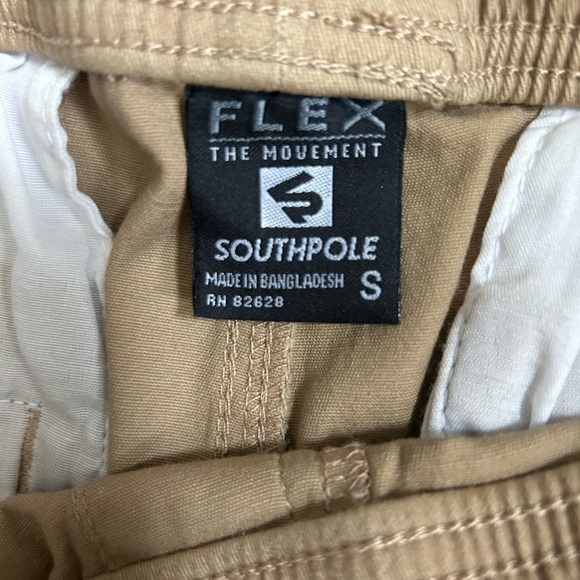 FLEX
THE MOVEMENT
SOUTHPOLE
MADE IN BANGLADESH S
RN 82628